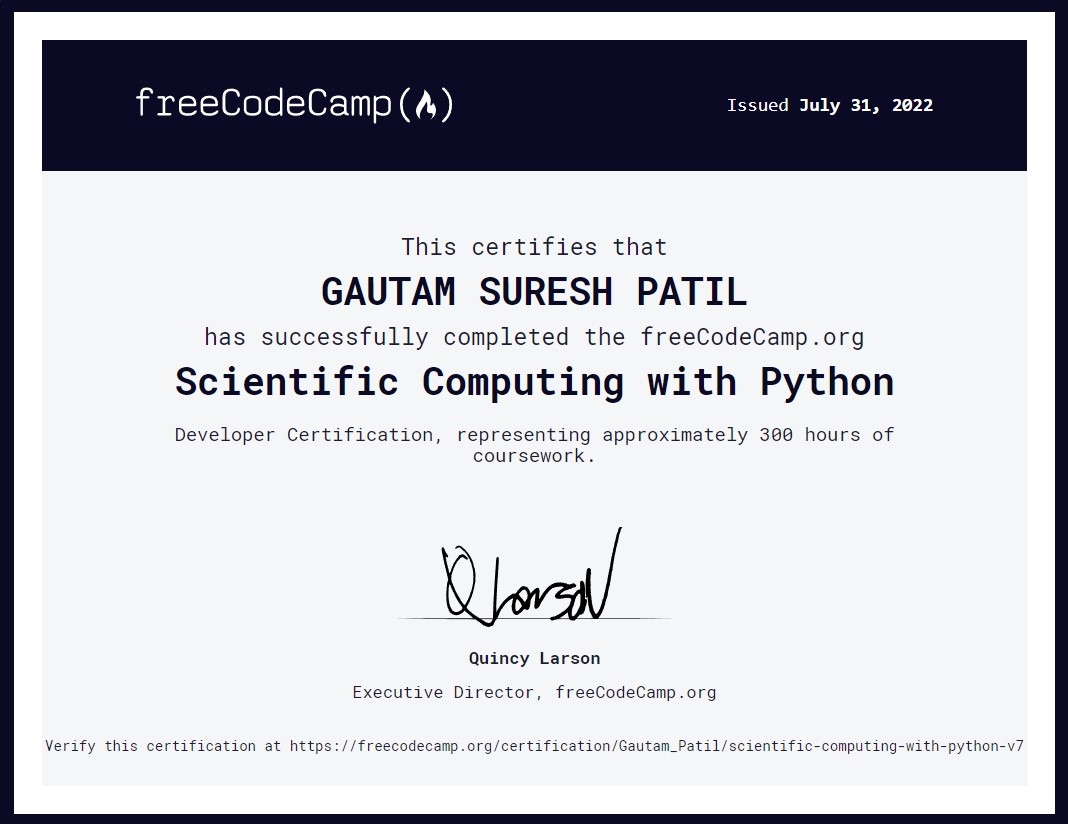 freeCodeCamp(🔥)
Issued July 31, 2022
This certifies that
GAUTAM SURESH PATIL
has successfully completed the freeCodeCamp.org
Scientific Computing with Python
Developer Certification, representing approximately 300 hours of
coursework.
Q Larson
Quincy Larson
Executive Director, freeCodeCamp.org
Verify this certification at https://freecodecamp.org/certification/Gautam_Patil/scientific-computing-with-python-v7